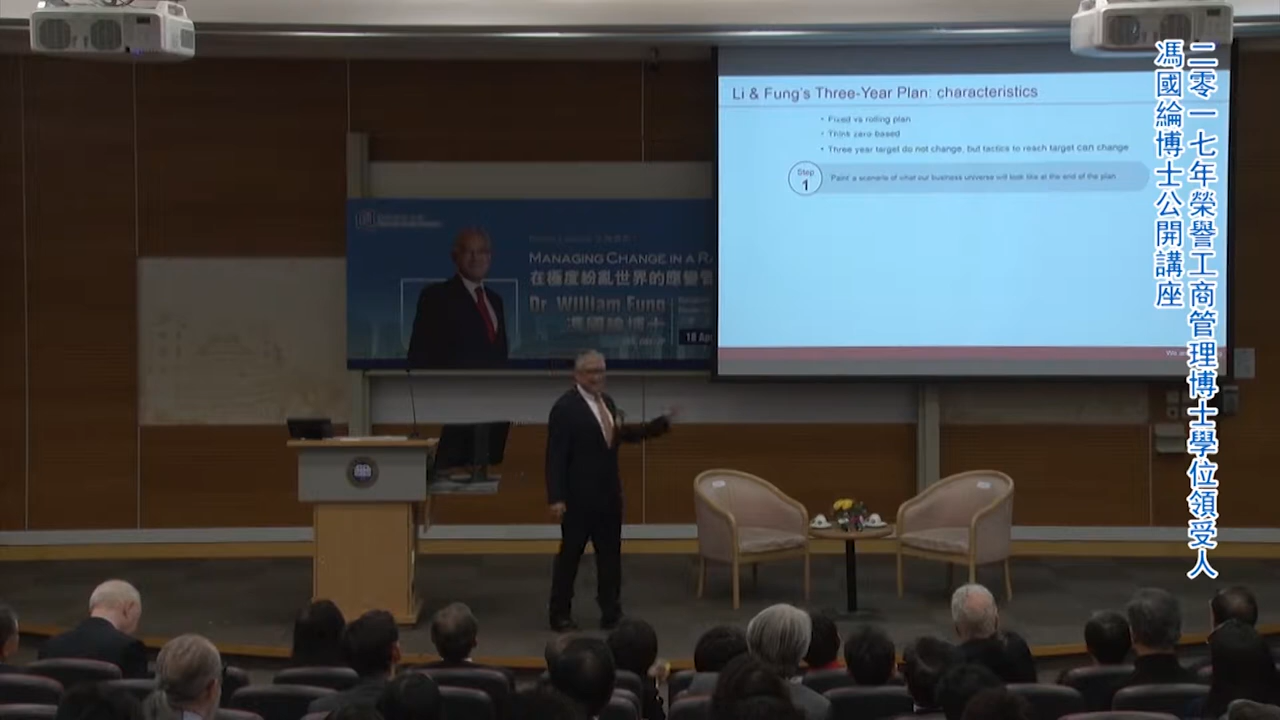 Li & Fung's Three-Year Plan: characteristics
• Fixed vs rolling plan
• Think zero-based
• Three year target do not change, but tactics to reach target can change
Step
1
Paint a scenario of what our business universe will look like at the end of the plan
二零一七年榮譽工商管理博士學位領受人
馮國綸博士公開講座
MANAGING CHANGE IN A RA
在極度紛亂世界的應變管
Dr. William Fung
馮國綸博士
18 Ap